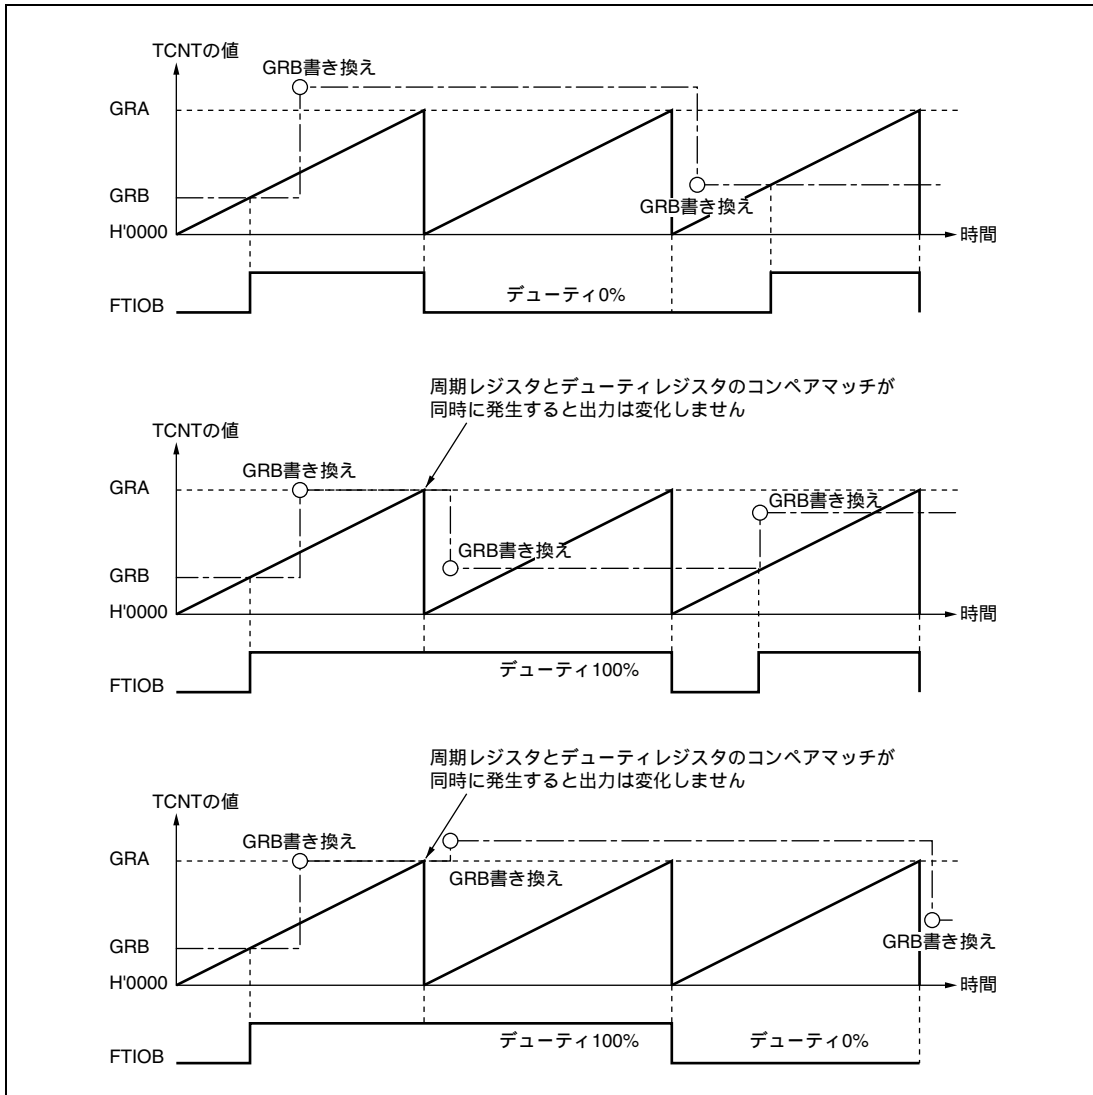 TCNTの値
GRB書き換え
GRA
GRB
GRB書き換え
H'0000
時間
デューティ0%
FTIOB
周期レジスタとデューティレジスタのコンペアマッチが
同時に発生すると出力は変化しません
TCNTの値
GRB書き換え
GRA
GRB書き換え
GRB書き換え
GRB
H'0000
時間
デューティ100%
FTIOB
周期レジスタとデューティレジスタのコンペアマッチが
同時に発生すると出力は変化しません
TCNTの値
GRB書き換え
GRA
GRB書き換え
GRB
GRB書き換え
H'0000
時間
デューティ100%
デューティ0%
FTIOB